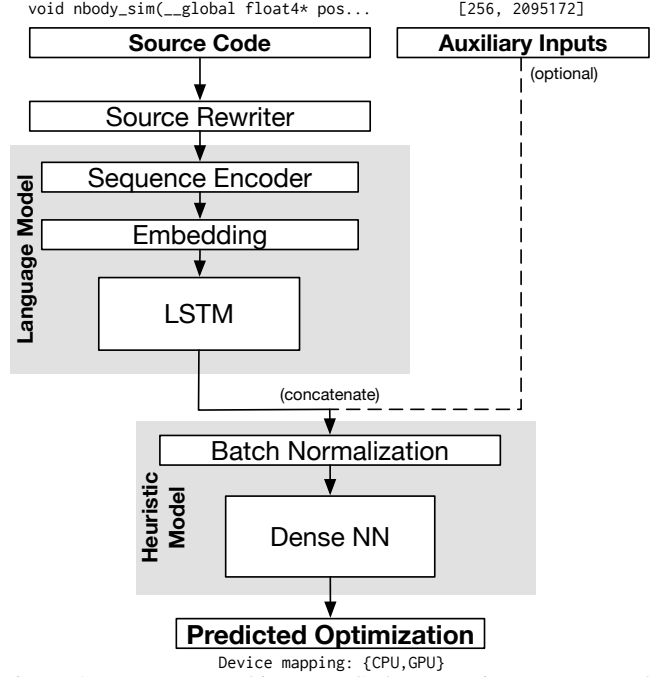 void nbody_sim(__global float4* pos...
[256, 2095172]
Source Code
Auxiliary Inputs
(optional)
Source Rewriter
Language Model
Sequence Encoder
Embedding
LSTM
(concatenate)
Heuristic
Model
Batch Normalization
Dense NN
Predicted Optimization
Device mapping: {CPU,GPU}